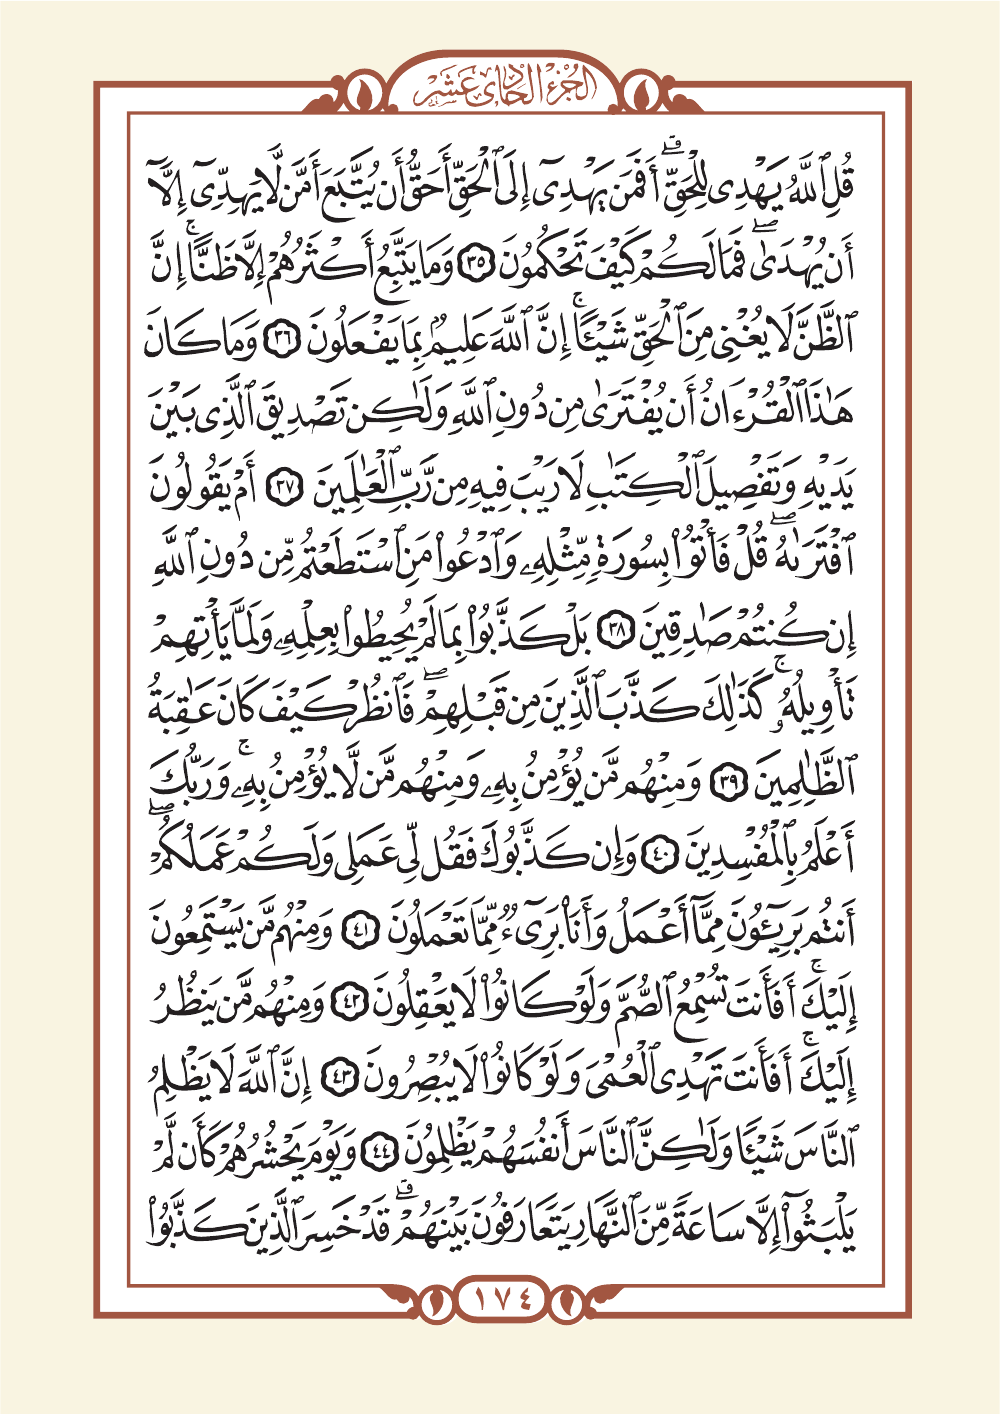 الجزء الحادي عشر
قُلِ ٱللَّهُ يَهْدِى لِلْحَقِّ ۗ أَفَمَن يَهْدِىٓ إِلَى ٱلْحَقِّ أَحَقُّ أَن يُتَّبَعَ أَمَّن لَّا يَهِدِّىٓ إِلَّآ
أَن يُهْدَىٰ ۖ فَمَا لَكُمْ كَيْفَ تَحْكُمُونَ ٣٥ وَمَا يَتَّبِعُ أَكْثَرُهُمْ إِلَّا ظَنًّا ۚ إِنَّ
ٱلظَّنَّ لَا يُغْنِى مِنَ ٱلْحَقِّ شَيْـًٔا ۚ إِنَّ ٱللَّهَ عَلِيمٌۢ بِمَا يَفْعَلُونَ ٣٦ وَمَا كَانَ
هَٰذَا ٱلْقُرْءَانُ أَن يُفْتَرَىٰ مِن دُونِ ٱللَّهِ وَلَٰكِن تَصْدِيقَ ٱلَّذِى بَيْنَ
يَدَيْهِ وَتَفْصِيلَ ٱلْكِتَٰبِ لَا رَيْبَ فِيهِ مِن رَّبِّ ٱلْعَٰلَمِينَ ٣٧ أَمْ يَقُولُونَ
ٱفْتَرَىٰهُ ۖ قُلْ فَأْتُوا۟ بِسُورَةٍ مِّثْلِهِۦ وَٱدْعُوا۟ مَنِ ٱسْتَطَعْتُم مِّن دُونِ ٱللَّهِ
إِن كُنتُمْ صَٰدِقِينَ ٣٨ بَلْ كَذَّبُوا۟ بِمَا لَمْ يُحِيطُوا۟ بِعِلْمِهِۦ وَلَمَّا يَأْتِهِمْ
تَأْوِيلُهُۥ ۚ كَذَٰلِكَ كَذَّبَ ٱلَّذِينَ مِن قَبْلِهِمْ ۖ فَٱنظُرْ كَيْفَ كَانَ عَٰقِبَةُ
ٱلظَّٰلِمِينَ ٣٩ وَمِنْهُم مَّن يُؤْمِنُ بِهِۦ وَمِنْهُم مَّن لَّا يُؤْمِنُ بِهِۦ ۚ وَرَبُّكَ
أَعْلَمُ بِٱلْمُفْسِدِينَ ٤٠ وَإِن كَذَّبُوكَ فَقُل لِّى عَمَلِى وَلَكُمْ عَمَلُكُمْ ۖ
أَنتُم بَرِيٓـُٔونَ مِمَّآ أَعْمَلُ وَأَنَا۠ بَرِىٓءٌ مِّمَّا تَعْمَلُونَ ٤١ وَمِنْهُم مَّن يَسْتَمِعُونَ
إِلَيْكَ ۚ أَفَأَنتَ تُسْمِعُ ٱلصُّمَّ وَلَوْ كَانُوا۟ لَا يَعْقِلُونَ ٤٢ وَمِنْهُم مَّن يَنظُرُ
إِلَيْكَ ۚ أَفَأَنتَ تَهْدِى ٱلْعُمْىَ وَلَوْ كَانُوا۟ لَا يُبْصِرُونَ ٤٣ إِنَّ ٱللَّهَ لَا يَظْلِمُ
ٱلنَّاسَ شَيْـًٔا وَلَٰكِنَّ ٱلنَّاسَ أَنفُسَهُمْ يَظْلِمُونَ ٤٤ وَيَوْمَ يَحْشُرُهُمْ كَأَن لَّمْ
يَلْبَثُوٓا۟ إِلَّا سَاعَةً مِّنَ ٱلنَّهَارِ يَتَعَارَفُونَ بَيْنَهُمْ ۗ قَدْ خَسِرَ ٱلَّذِينَ كَذَّبُوا۟
١٧٤